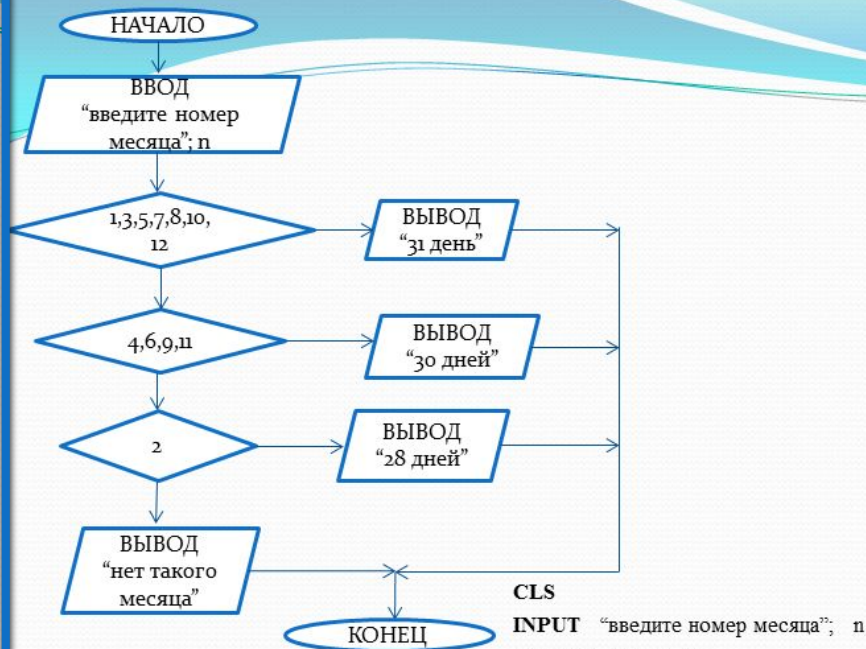 НАЧАЛО
ВВОД
“введите номер
месяца”; n
1,3,5,7,8,10,
12
ВЫВОД
“31 день”
4,6,9,11
ВЫВОД
“30 дней”
2
ВЫВОД
“28 дней”
ВЫВОД
“нет такого
месяца”
КОНЕЦ
CLS
INPUT “введите номер месяца”; n